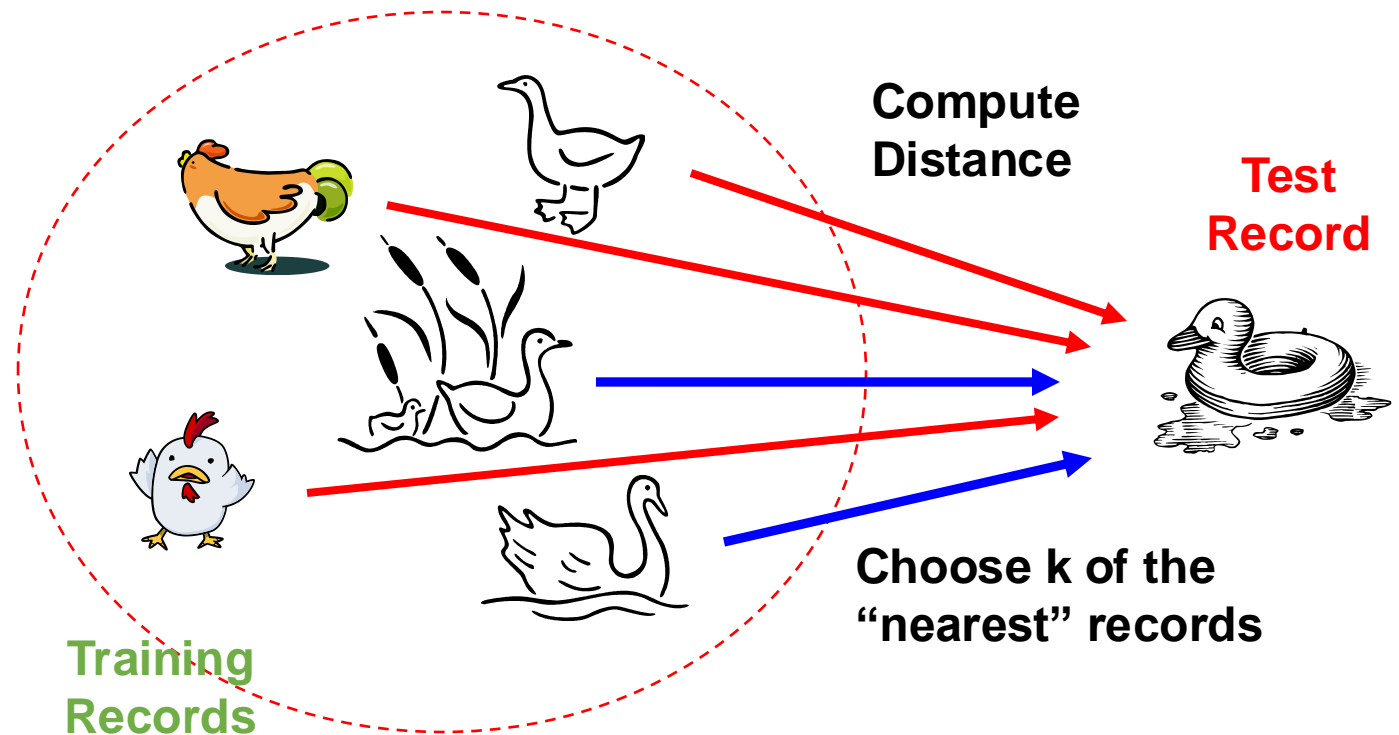 Compute
Distance
Test
Record
Choose k of the
“nearest” records
Training
Records